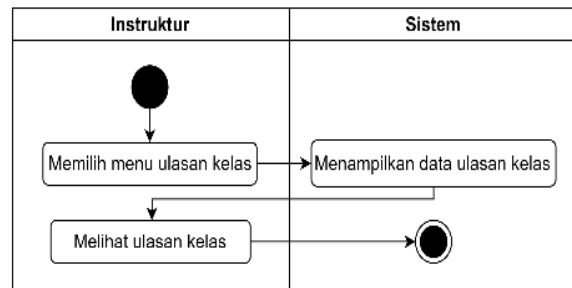 Instruktur
Sistem
Memilih menu ulasan kelas
Menampilkan data ulasan kelas
Melihat ulasan kelas